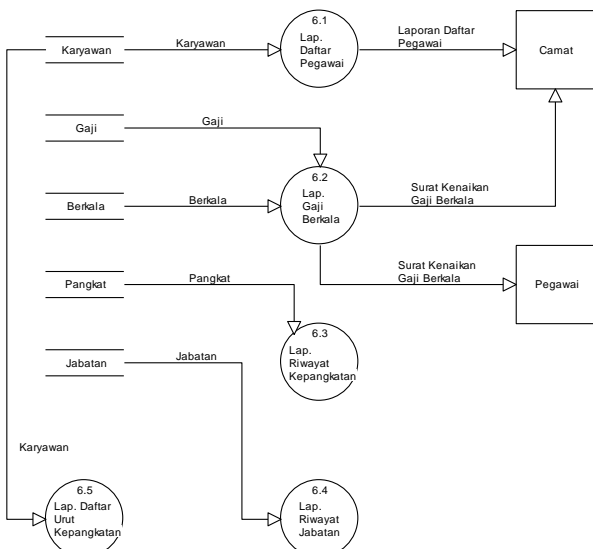 Karyawan
Karyawan
6.1
Lap.
Daftar
Pegawai
Laporan Daftar
Pegawai
Camat
Gaji
Gaji
Berkala
Berkala
6.2
Lap.
Gaji
Berkala
Surat Kenaikan
Gaji Berkala
Surat Kenaikan
Gaji Berkala
Pegawai
Pangkat
Pangkat
6.3
Lap.
Riwayat
Kepangkatan
Jabatan
Jabatan
Karyawan
6.5
Lap. Daftar
Urut
Kepangkatan
6.4
Lap.
Riwayat
Jabatan